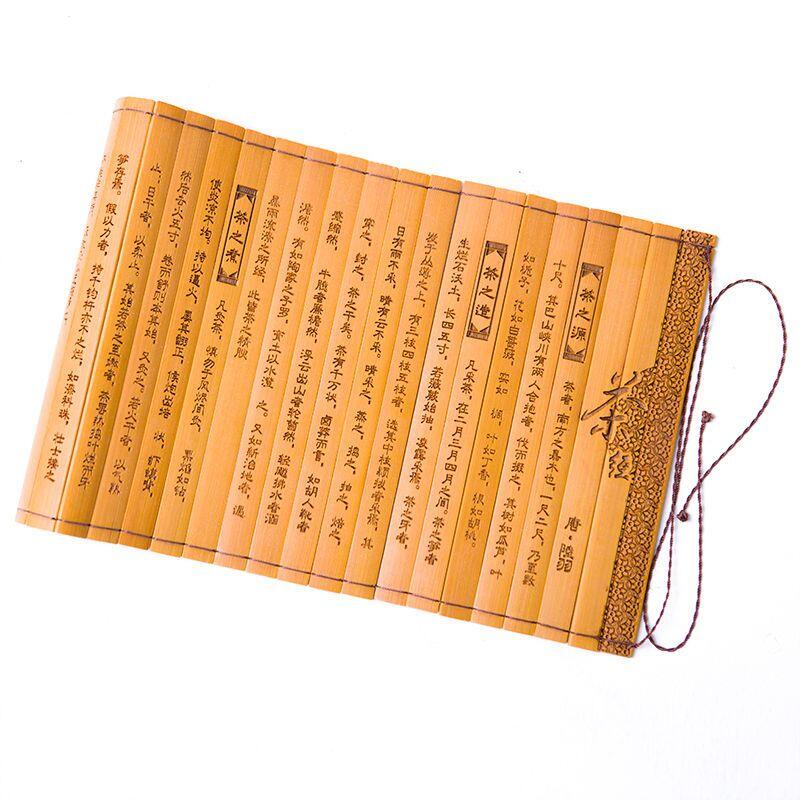 茶经
唐·陆羽
茶之源 茶者,南方之嘉木也,一尺二尺,乃至数
十尺。其巴山峡川有两人合抱者,伐而掇之,其树如瓜芦,叶
如栀子,花如白蔷薇,实如 榈,叶如丁香,根如胡桃。
茶之造 凡采茶,在二月三月四月之间。茶之笋者
生烂石沃土,长四五寸,若薇蕨始抽,凌露采焉。茶之牙者,
发于丛薄之上,有三枝四枝五枝者,选其中枝颖拔者采焉,其
日有雨不采,晴有云不采。晴采之,蒸之,捣之,拍之,焙之,
穿之,封之,茶之干矣。茶有千万状,卤莽而言,如胡人靴者
蹙缩然, 牛臆者廉襜然,浮云出山者轮菌然,轻飚拂水者涵
澹然。有如陶家之子罗,膏土以水澄 之。又如新治地者,遇
暴雨流潦之所经,此皆茶之精腴
茶之煮 凡炙茶,慎勿于风烬间炙,熛焰如钻,
使炎凉不均。持以逼火,屡其翻正,候炮出培 状,虾蟆背,
然后去火五寸,卷而舒则本其始,又炙之。若火干者,以气熟
止,日干者,以柔止。其始若茶之至嫩者,茶罢热捣叶烂而牙
笋存焉。假以力者,持千钧杵亦不之烂,如漆科珠,壮士接之